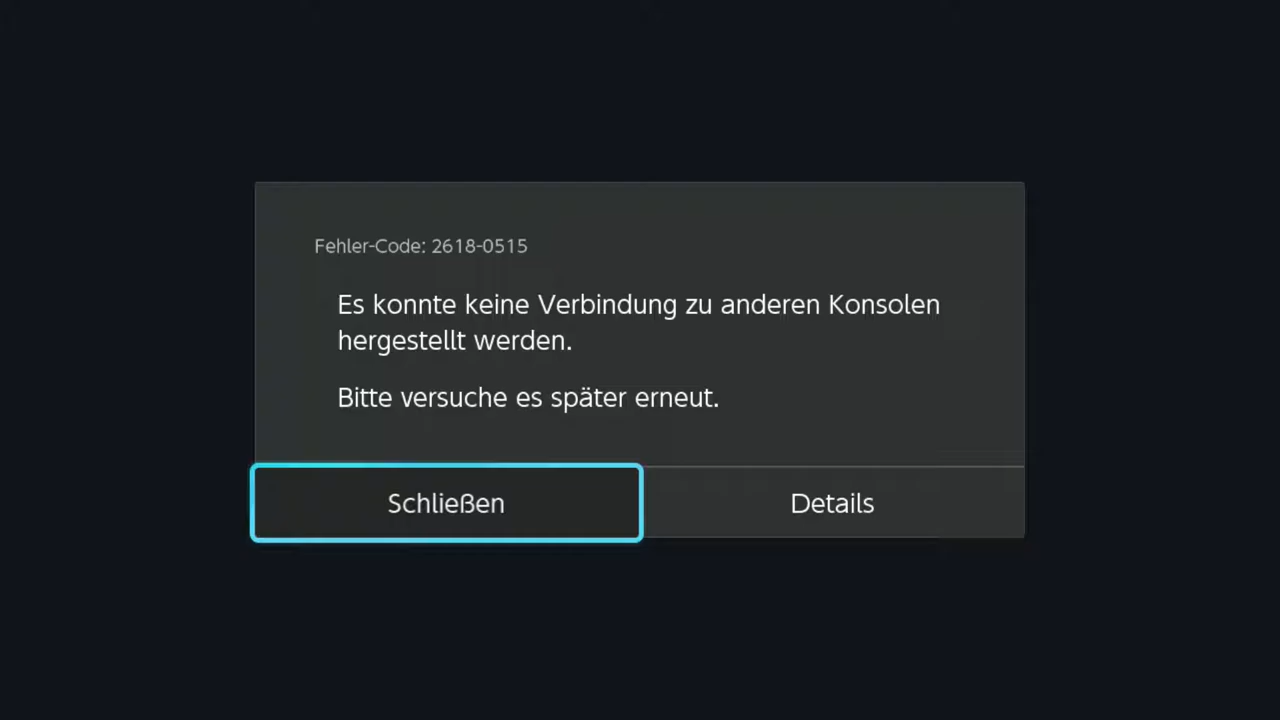 Fehler-Code: 2618-0515
Es konnte keine Verbindung zu anderen Konsolen
hergestellt werden.
Bitte versuche es später erneut.
Schließen
Details